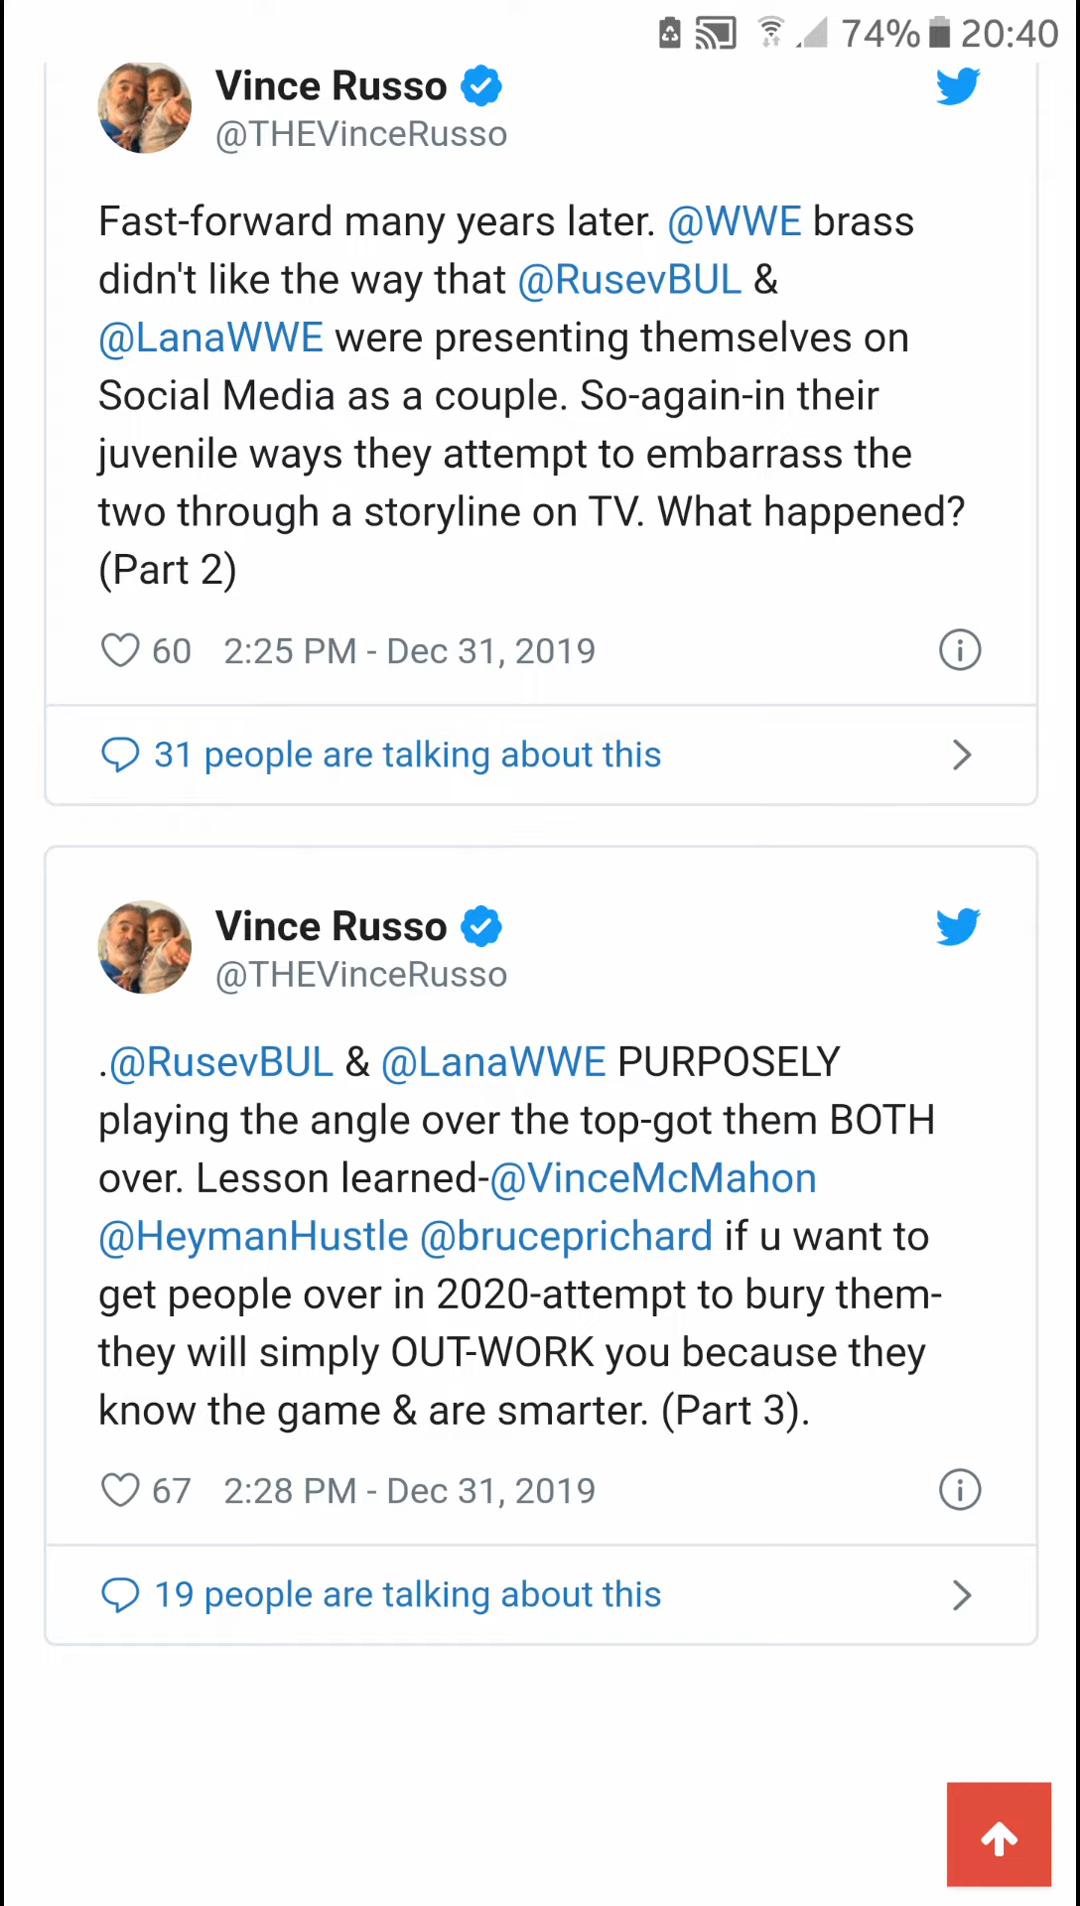 74% 20:40
Vince Russo
@THEVinceRusso
Fast-forward many years later. @WWE brass
didn't like the way that @RusevBUL &
@LanaWWE were presenting themselves on
Social Media as a couple. So-again-in their
juvenile ways they attempt to embarrass the
two through a storyline on TV. What happened?
(Part 2)
60 2:25 PM - Dec 31, 2019
31 people are talking about this
Vince Russo
@THEVinceRusso
.@RusevBUL & @LanaWWE PURPOSELY
playing the angle over the top-got them BOTH
over. Lesson learned-@VinceMcMahon
@HeymanHustle @bruceprichard if u want to
get people over in 2020-attempt to bury them-
they will simply OUT-WORK you because they
know the game & are smarter. (Part 3).
67 2:28 PM - Dec 31, 2019
19 people are talking about this